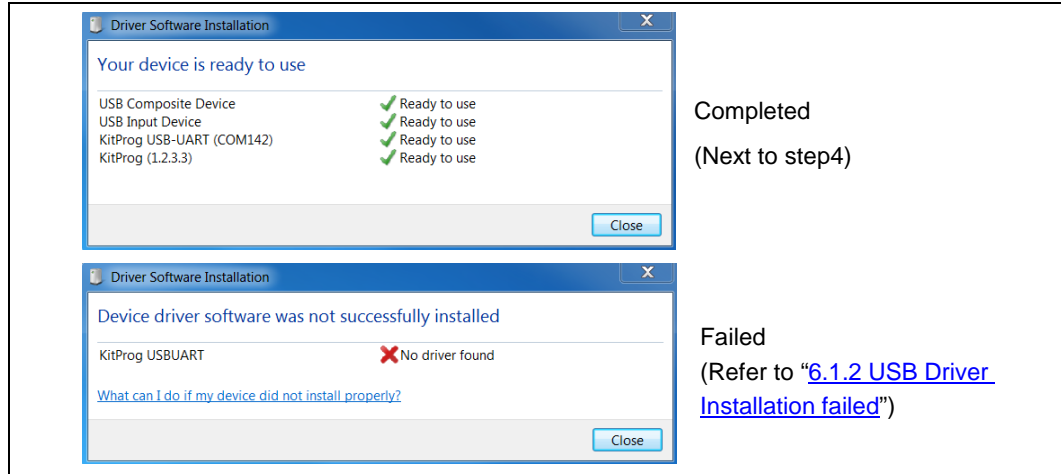 Driver Software Installation
X
Your device is ready to use
USB Composite Device Ready to use
USB Input Device Ready to use
KitProg USB-UART (COM142) Ready to use
KitProg (1.2.3.3) Ready to use
Close
Completed
(Next to step4)
Driver Software Installation
X
Device driver software was not successfully installed
KitProg USBUART No driver found
What can I do if my device did not install properly?
Close
Failed
(Refer to “6.1.2 USB Driver
Installation failed”)